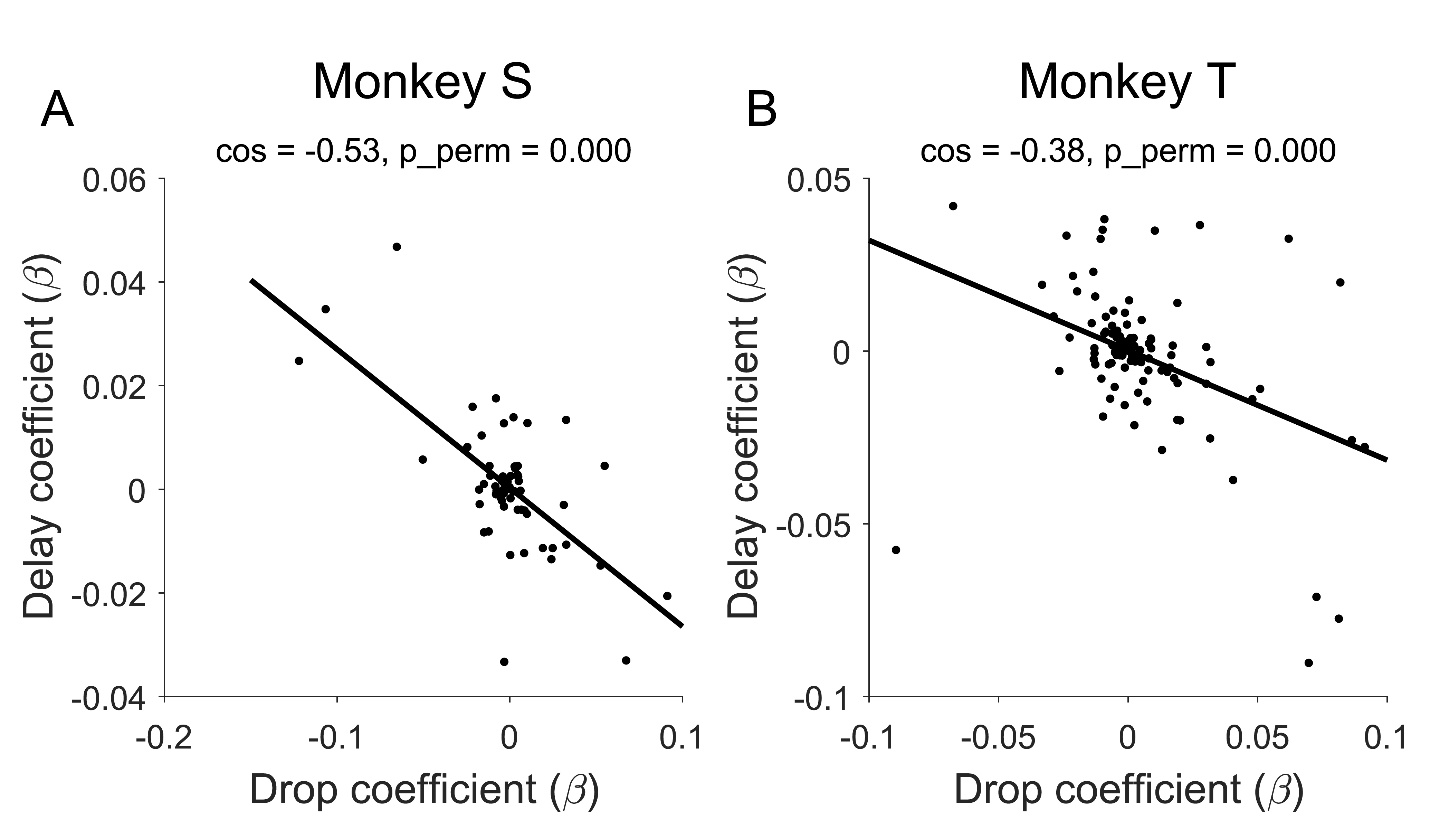 A
Monkey S
cos = -0.53, p_perm = 0.000
Delay coefficient (β)
0.06
0.04
0.02
0
-0.02
-0.04
-0.2
-0.1
0
0.1
Drop coefficient (β)
B
Monkey T
cos = -0.38, p_perm = 0.000
Delay coefficient (β)
0.05
0
-0.05
-0.1
-0.1
-0.05
0
0.05
0.1
Drop coefficient (β)